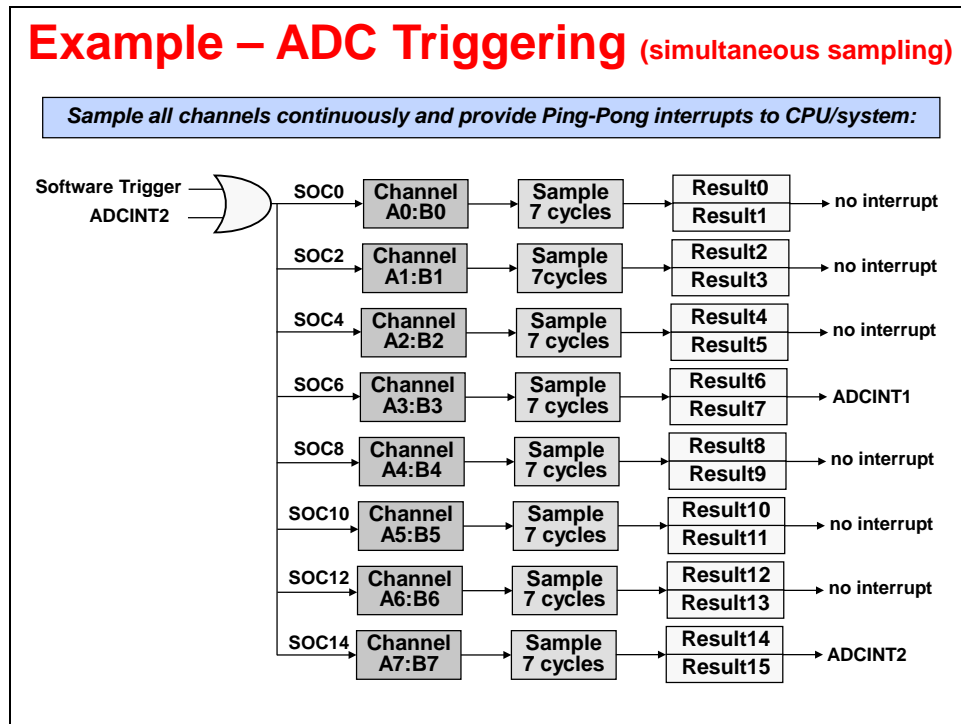 Example – ADC Triggering (simultaneous sampling)
Sample all channels continuously and provide Ping-Pong interrupts to CPU/system:
Software Trigger
ADCINT2
SOC0
Channel
A0:B0
Sample
7 cycles
Result0
Result1
no interrupt
SOC2
Channel
A1:B1
Sample
7cycles
Result2
Result3
no interrupt
SOC4
Channel
A2:B2
Sample
7 cycles
Result4
Result5
no interrupt
SOC6
Channel
A3:B3
Sample
7 cycles
Result6
Result7
ADCINT1
SOC8
Channel
A4:B4
Sample
7 cycles
Result8
Result9
no interrupt
SOC10
Channel
A5:B5
Sample
7 cycles
Result10
Result11
no interrupt
SOC12
Channel
A6:B6
Sample
7 cycles
Result12
Result13
no interrupt
SOC14
Channel
A7:B7
Sample
7 cycles
Result14
Result15
ADCINT2